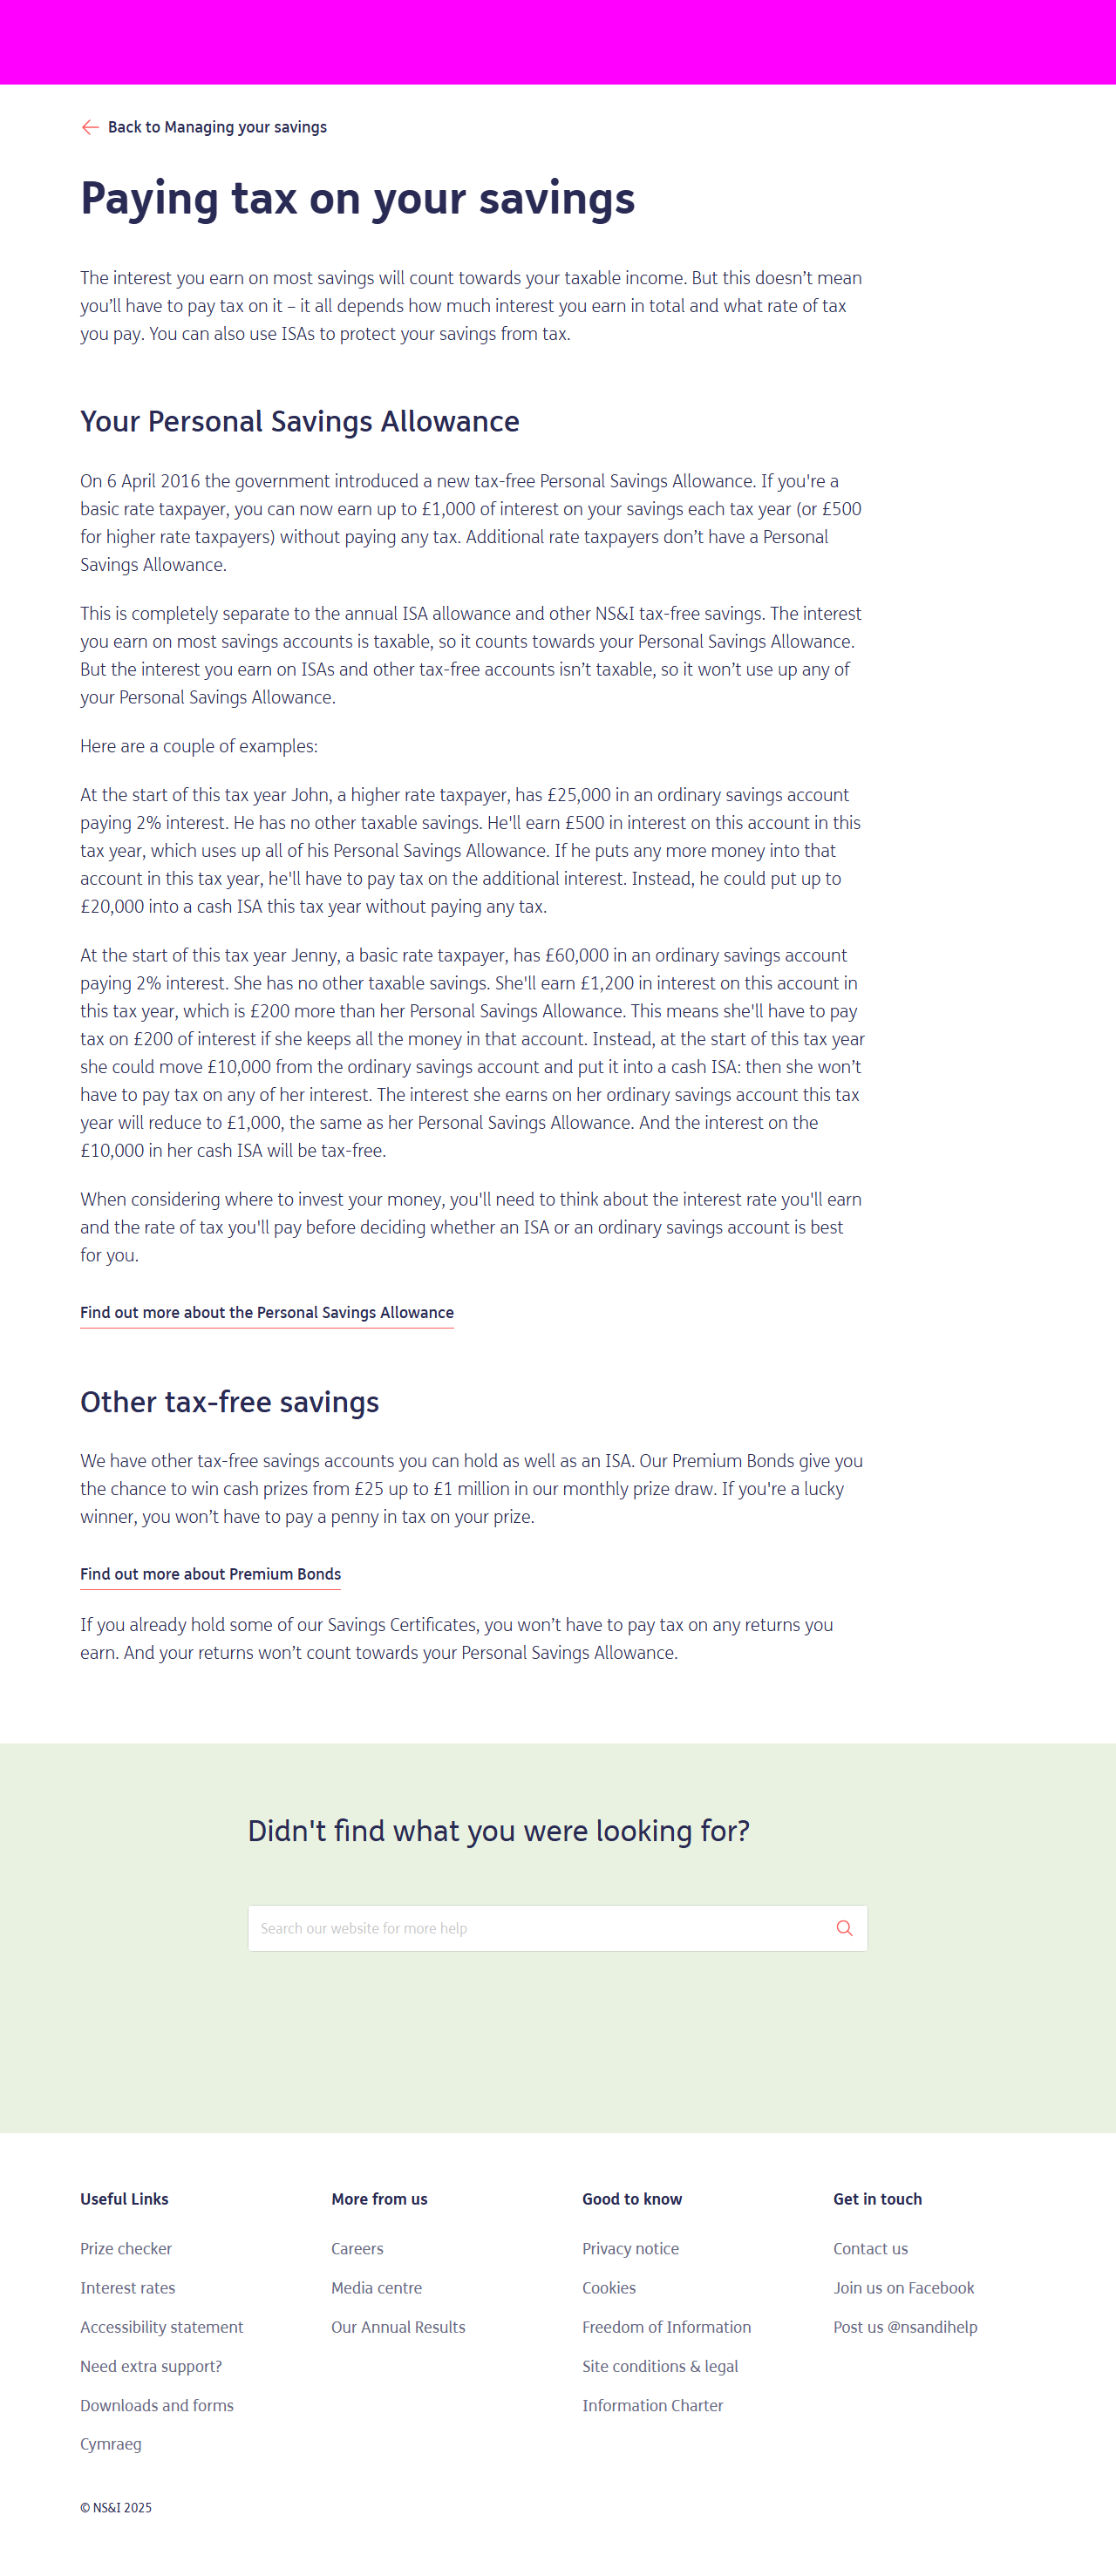 Back to Managing your savings
Paying tax on your savings
The interest you earn on most savings will count towards your taxable income. But this doesn’t mean
you’ll have to pay tax on it – it all depends how much interest you earn in total and what rate of tax
you pay. You can also use ISAs to protect your savings from tax.
Your Personal Savings Allowance
On 6 April 2016 the government introduced a new tax-free Personal Savings Allowance. If you're a
basic rate taxpayer, you can now earn up to £1,000 of interest on your savings each tax year (or £500
for higher rate taxpayers) without paying any tax. Additional rate taxpayers don’t have a Personal
Savings Allowance.
This is completely separate to the annual ISA allowance and other NS&I tax-free savings. The interest
you earn on most savings accounts is taxable, so it counts towards your Personal Savings Allowance.
But the interest you earn on ISAs and other tax-free accounts isn’t taxable, so it won’t use up any of
your Personal Savings Allowance.
Here are a couple of examples:
At the start of this tax year John, a higher rate taxpayer, has £25,000 in an ordinary savings account
paying 2% interest. He has no other taxable savings. He'll earn £500 in interest on this account in this
tax year, which uses up all of his Personal Savings Allowance. If he puts any more money into that
account in this tax year, he'll have to pay tax on the additional interest. Instead, he could put up to
£20,000 into a cash ISA this tax year without paying any tax.
At the start of this tax year Jenny, a basic rate taxpayer, has £60,000 in an ordinary savings account
paying 2% interest. She has no other taxable savings. She'll earn £1,200 in interest on this account in
this tax year, which is £200 more than her Personal Savings Allowance. This means she'll have to pay
tax on £200 of interest if she keeps all the money in that account. Instead, at the start of this tax year
she could move £10,000 from the ordinary savings account and put it into a cash ISA: then she won’t
have to pay tax on any of her interest. The interest she earns on her ordinary savings account this tax
year will reduce to £1,000, the same as her Personal Savings Allowance. And the interest on the
£10,000 in her cash ISA will be tax-free.
When considering where to invest your money, you'll need to think about the interest rate you'll earn
and the rate of tax you'll pay before deciding whether an ISA or an ordinary savings account is best
for you.
Find out more about the Personal Savings Allowance
Other tax-free savings
We have other tax-free savings accounts you can hold as well as an ISA. Our Premium Bonds give you
the chance to win cash prizes from £25 up to £1 million in our monthly prize draw. If you're a lucky
winner, you won’t have to pay a penny in tax on your prize.
Find out more about Premium Bonds
If you already hold some of our Savings Certificates, you won’t have to pay tax on any returns you
earn. And your returns won’t count towards your Personal Savings Allowance.
Didn't find what you were looking for?
Search our website for more help
Useful Links
Prize checker
Interest rates
Accessibility statement
Need extra support?
Downloads and forms
Cymraeg
More from us
Careers
Media centre
Our Annual Results
Good to know
Privacy notice
Cookies
Freedom of Information
Site conditions & legal
Information Charter
Get in touch
Contact us
Join us on Facebook
Post us @nsandihelp
© NS&I 2025